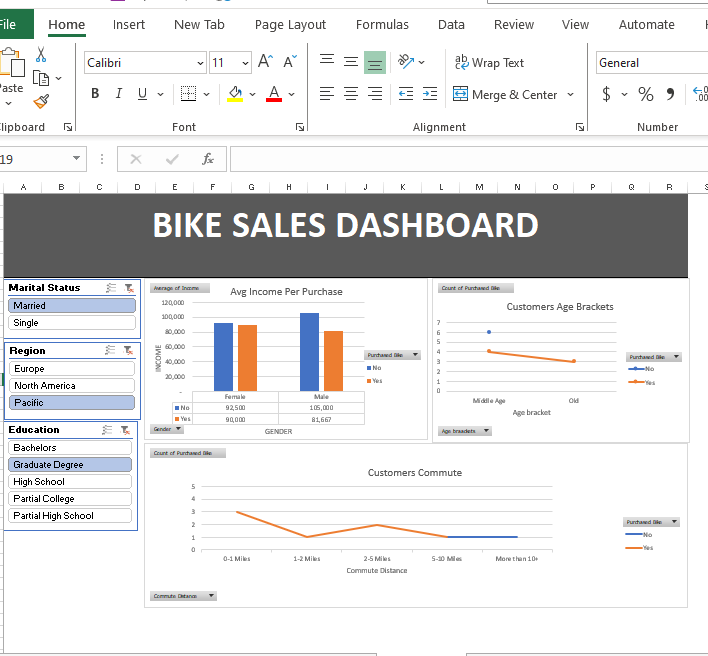 File Home Insert New Tab Page Layout Formulas Data Review View Automate
Paste Calibri 11 A A Wrap Text General
B I U A Merge & Center $ % 9 .00
Clipboard Font Alignment Number
19 fx
A B C D E F G H I J K L M N O P Q R S
BIKE SALES DASHBOARD
Marital Status
Married
Single
Region
Europe
North America
Pacific
Education
Bachelors
Graduate Degree
High School
Partial College
Partial High School
Average of Income
Avg Income Per Purchase
120,000
100,000
80,000
60,000
40,000
20,000
-
INCOME
Female Male
No 92,500 105,000
Yes 90,000 81,667
Gender
GENDER
Purchased Bike
No
Yes
Count of Purchased Bike
Customers Age Brackets
7
6
5
4
3
2
1
0
Middle Age Old
Age bracket
Age brackets
Purchased Bike
No
Yes
Count of Purchased Bike
Customers Commute
5
4
3
2
1
0
0-1 Miles 1-2 Miles 2-5 Miles 5-10 Miles More than 10+
Commute Distance
Commute Distance
Purchased Bike
No
Yes